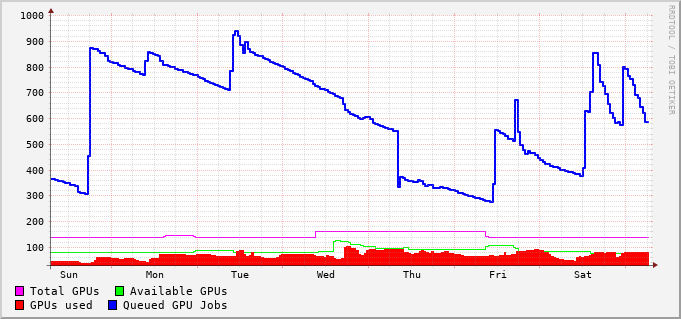 1000
900
800
700
600
500
400
300
200
100
Sun Mon Tue Wed Thu Fri Sat
Total GPUs Available GPUs
GPUs used Queued GPU Jobs
RRDTOOL / TOBI OETIKER